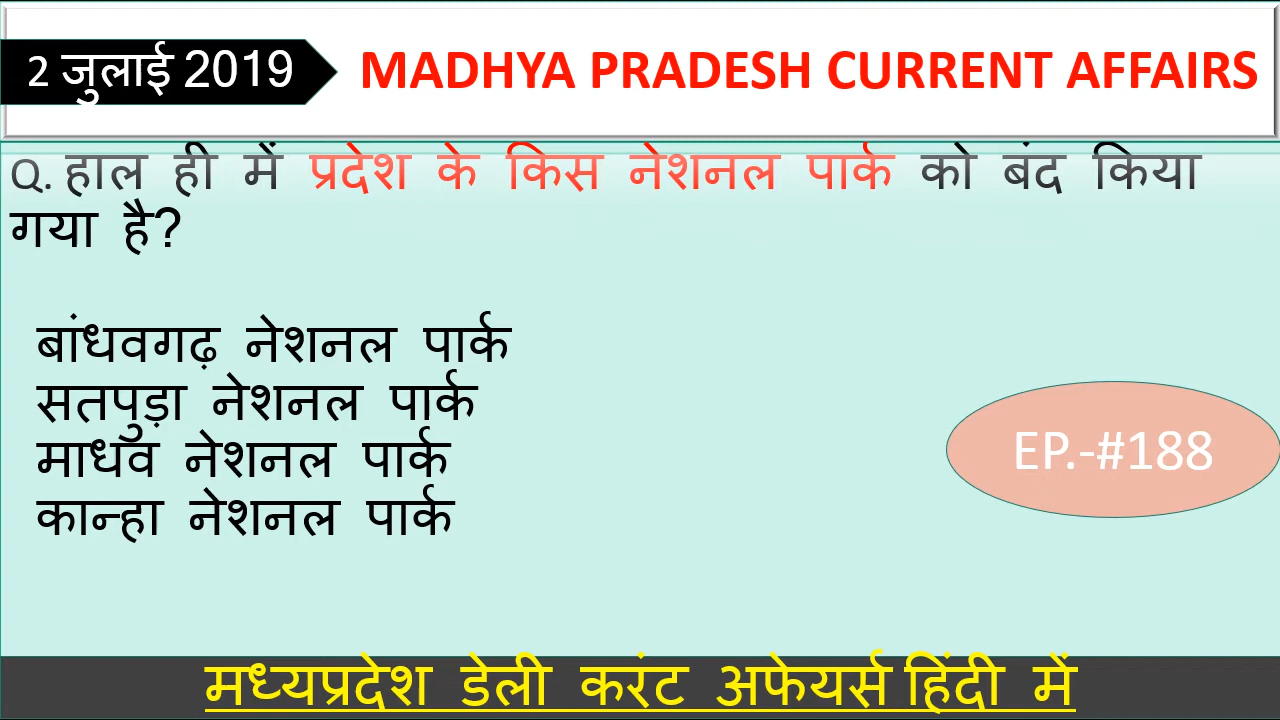 2 जुलाई 2019
MADHYA PRADESH CURRENT AFFAIRS
Q. हाल ही में प्रदेश के किस नेशनल पार्क को बंद किया
गया है?
बांधवगढ़ नेशनल पार्क
सतपुड़ा नेशनल पार्क
माधव नेशनल पार्क
कान्हा नेशनल पार्क
EP.-#188
मध्यप्रदेश डेली करंट अफेयर्स हिंदी में